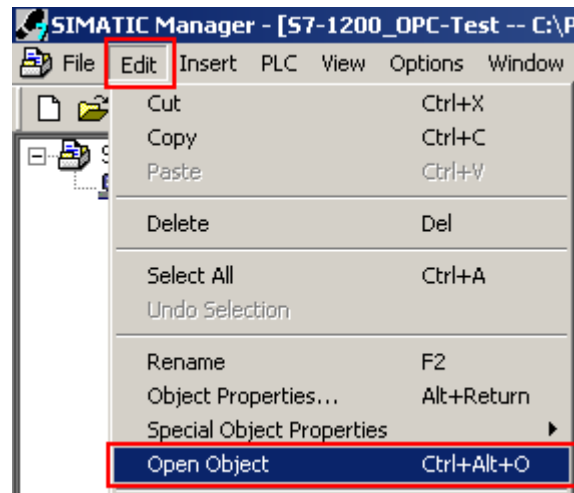 SIMATIC Manager - [S7-1200_OPC-Test -- C:\P
File Edit Insert PLC View Options Window
Cut Ctrl+X
Copy Ctrl+C
Paste Ctrl+V
Delete Del
Select All Ctrl+A
Undo Selection
Rename F2
Object Properties... Alt+Return
Special Object Properties
Open Object Ctrl+Alt+O